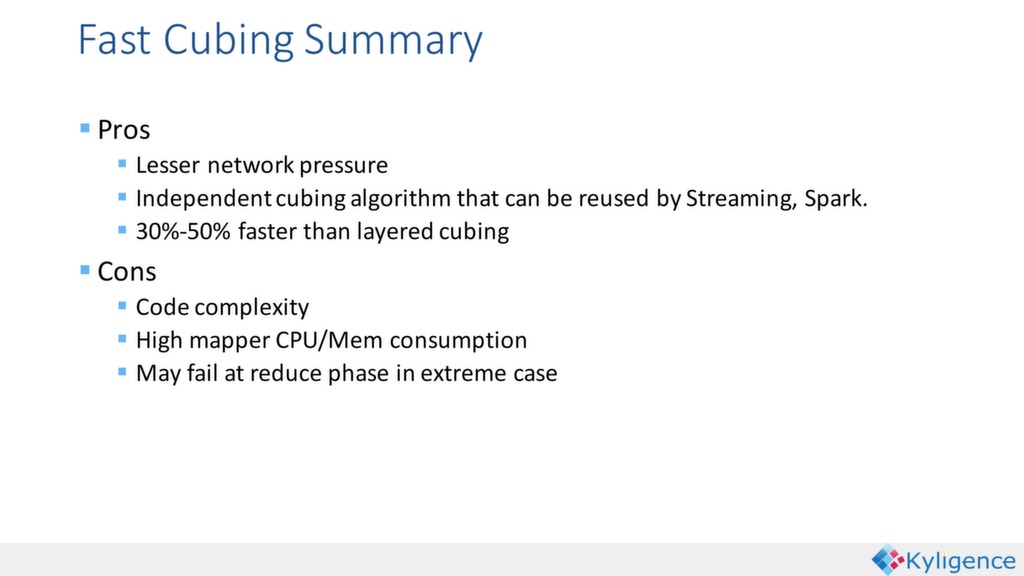 Fast Cubing Summary
Pros
Lesser network pressure
Independent cubing algorithm that can be reused by Streaming, Spark.
30%-50% faster than layered cubing
Cons
Code complexity
High mapper CPU/Mem consumption
May fail at reduce phase in extreme case
Kyligence